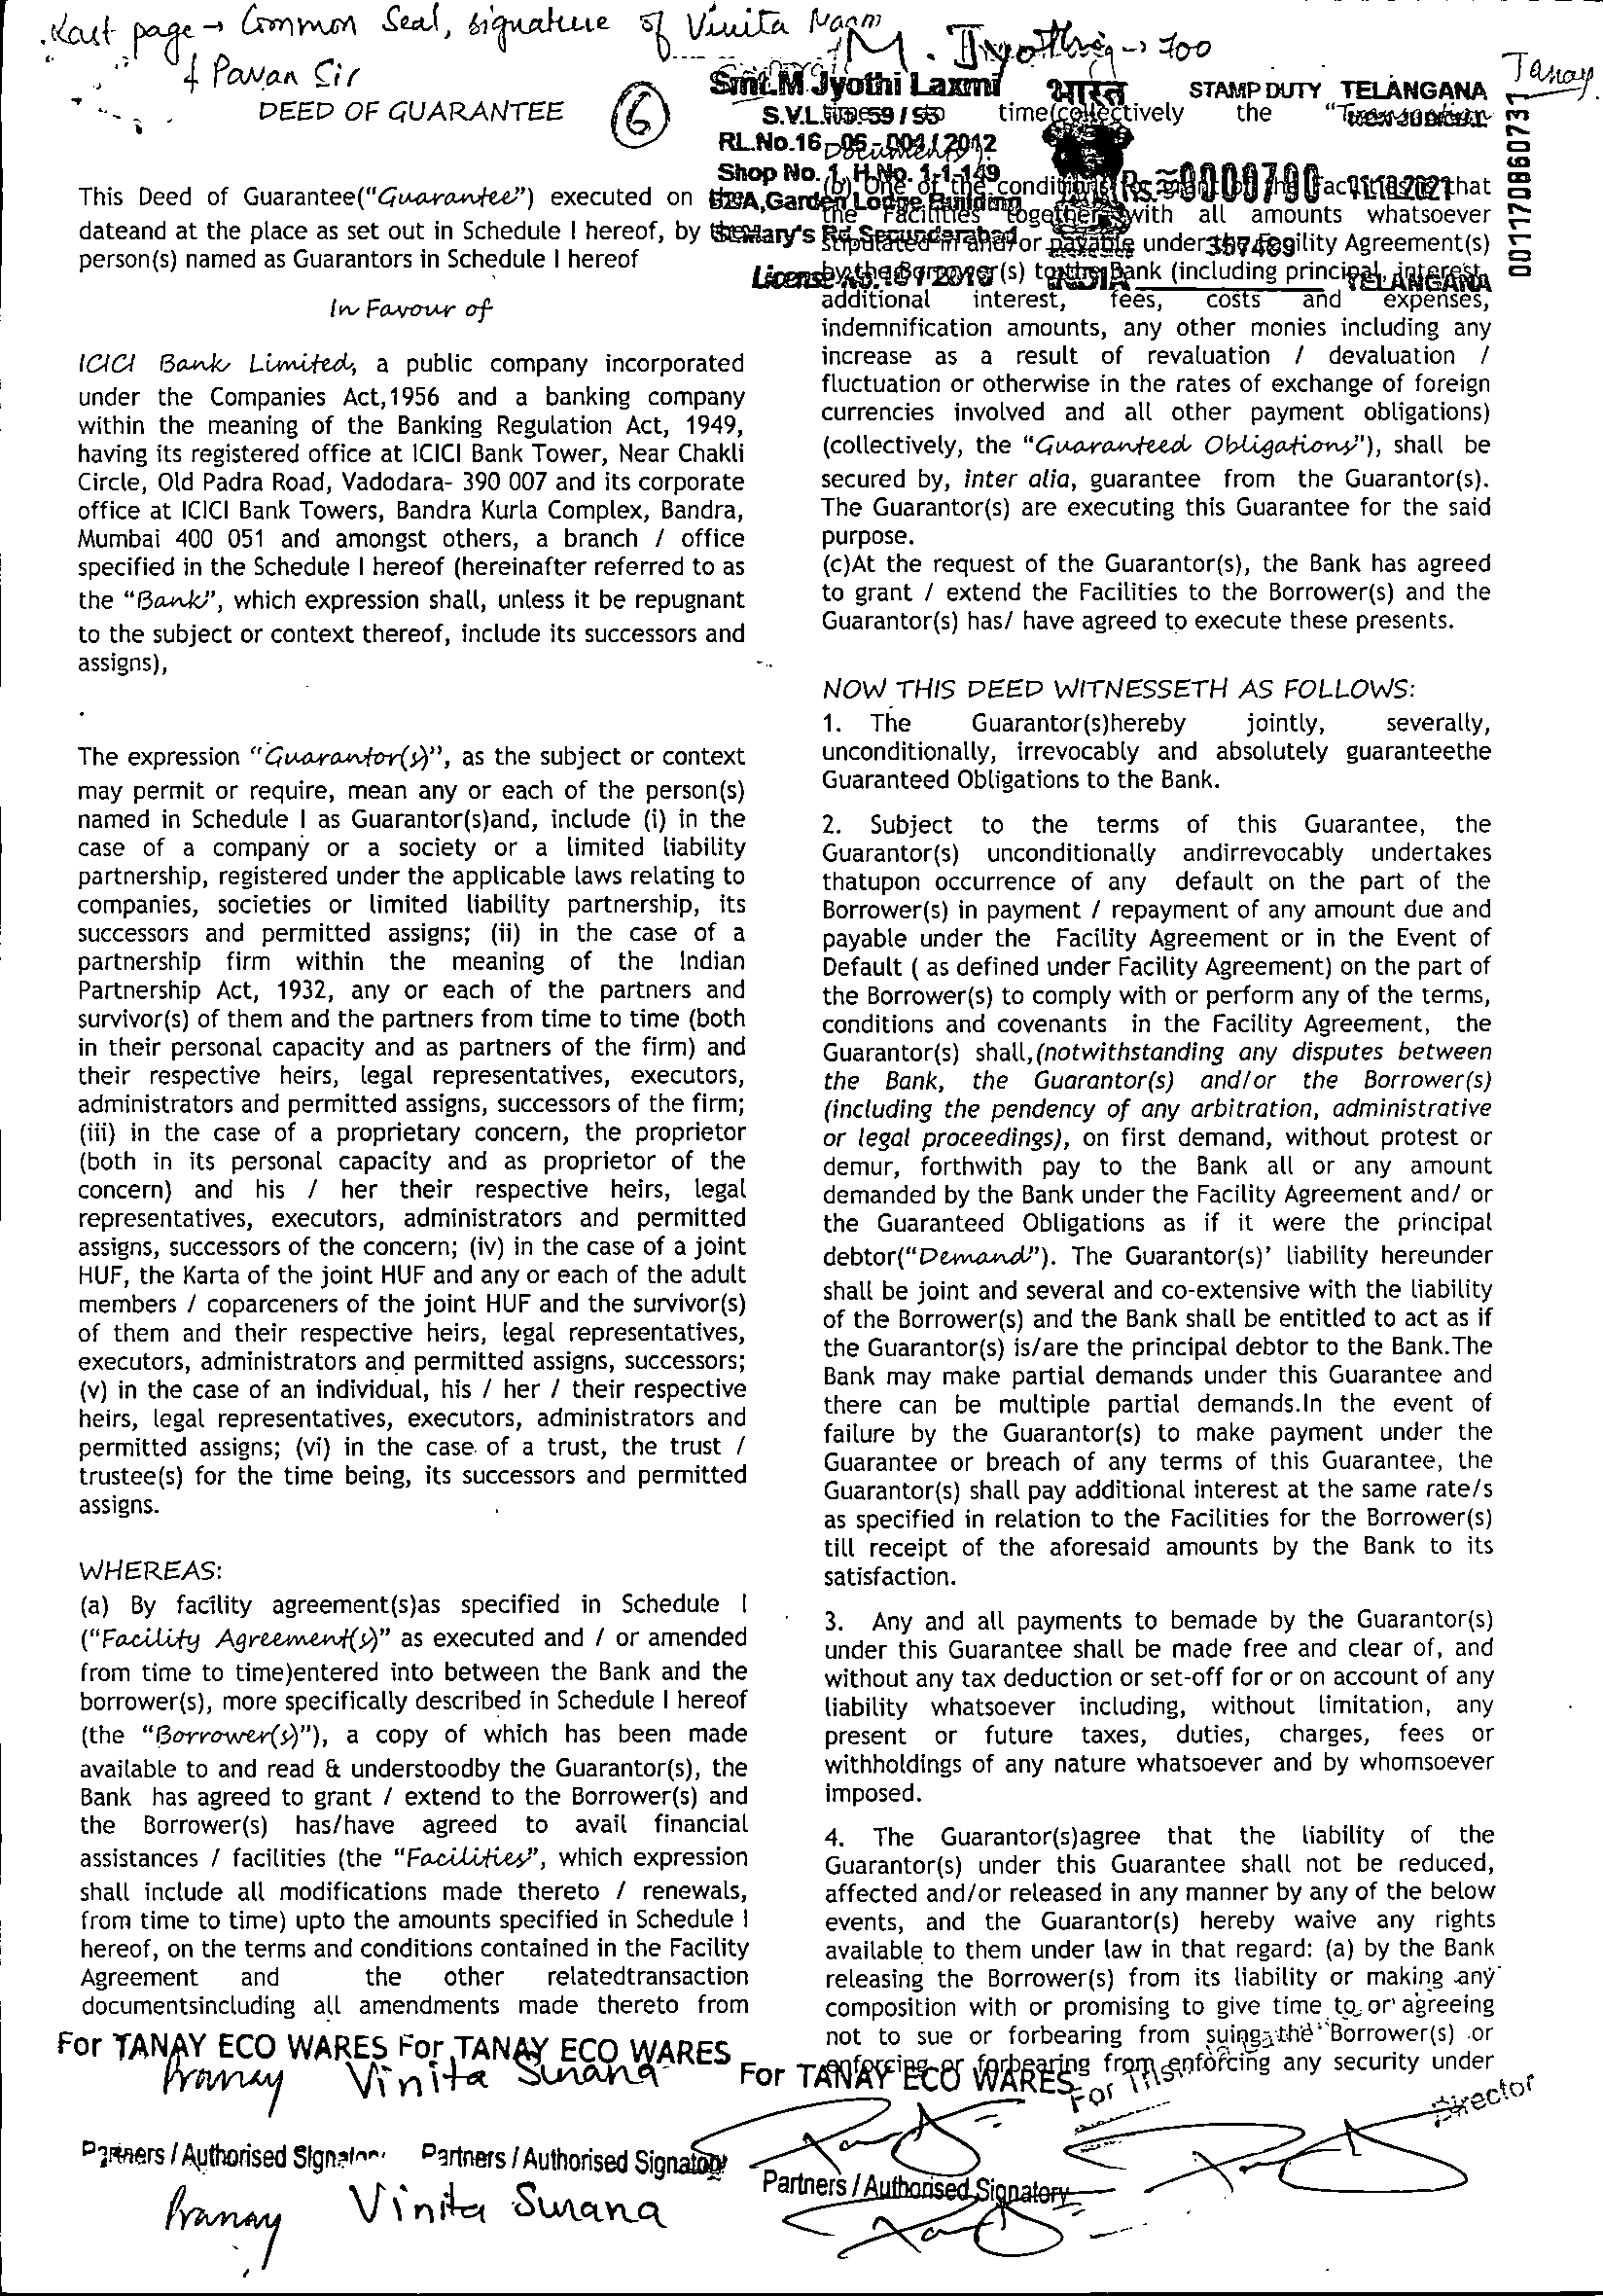 Last page → Common Seal, signature of Vinita Maam
& Pavan Sir
M. Jyothi → 700
Tanay
DEED OF GUARANTEE
6
Smt.M Jyothi Laxmi
S.V.L.No.59/95
RL.No.16-05-004/2012
Shop No.1, H.No. 1-1-149
Garden Lodge Building
St.Mary's Rd.Secunderabad
भारत
INDIA
STAMP DUTY TELANGANA
Rs.≈0000700 11.10.2021
357489
TELANGANA
00117170860731
This Deed of Guarantee("Guarantee") executed on the
dateand at the place as set out in Schedule I hereof, by the
person(s) named as Guarantors in Schedule I hereof
In Favour of
ICICI Bank Limited, a public company incorporated
under the Companies Act,1956 and a banking company
within the meaning of the Banking Regulation Act, 1949,
having its registered office at ICICI Bank Tower, Near Chakli
Circle, Old Padra Road, Vadodara- 390 007 and its corporate
office at ICICI Bank Towers, Bandra Kurla Complex, Bandra,
Mumbai 400 051 and amongst others, a branch / office
specified in the Schedule I hereof (hereinafter referred to as
the "Bank", which expression shall, unless it be repugnant
to the subject or context thereof, include its successors and
assigns),
The expression "Guarantor(s)", as the subject or context
may permit or require, mean any or each of the person(s)
named in Schedule I as Guarantor(s)and, include (i) in the
case of a company or a society or a limited liability
partnership, registered under the applicable laws relating to
companies, societies or limited liability partnership, its
successors and permitted assigns; (ii) in the case of a
partnership firm within the meaning of the Indian
Partnership Act, 1932, any or each of the partners and
survivor(s) of them and the partners from time to time (both
in their personal capacity and as partners of the firm) and
their respective heirs, legal representatives, executors,
administrators and permitted assigns, successors of the firm;
(iii) in the case of a proprietary concern, the proprietor
(both in its personal capacity and as proprietor of the
concern) and his / her their respective heirs, legal
representatives, executors, administrators and permitted
assigns, successors of the concern; (iv) in the case of a joint
HUF, the Karta of the joint HUF and any or each of the adult
members / coparceners of the joint HUF and the survivor(s)
of them and their respective heirs, legal representatives,
executors, administrators and permitted assigns, successors;
(v) in the case of an individual, his / her / their respective
heirs, legal representatives, executors, administrators and
permitted assigns; (vi) in the case of a trust, the trust /
trustee(s) for the time being, its successors and permitted
assigns.
WHEREAS:
(a) By facility agreement(s)as specified in Schedule I
("Facility Agreement(s)" as executed and / or amended
from time to time)entered into between the Bank and the
borrower(s), more specifically described in Schedule I hereof
(the "Borrower(s)"), a copy of which has been made
available to and read & understoodby the Guarantor(s), the
Bank has agreed to grant / extend to the Borrower(s) and
the Borrower(s) has/have agreed to avail financial
assistances / facilities (the "Facilities", which expression
shall include all modifications made thereto / renewals,
from time to time) upto the amounts specified in Schedule I
hereof, on the terms and conditions contained in the Facility
Agreement and the other relatedtransaction
documentsincluding all amendments made thereto from
time to time(collectively the "Transaction
Documents").
(b) One of the conditions for grant of the Facilities is that
the Facilities together with all amounts whatsoever
stipulated in and/or payable under the Facility Agreement(s)
by the Borrower(s) to the Bank (including principal, interest,
additional interest, fees, costs and expenses,
indemnification amounts, any other monies including any
increase as a result of revaluation / devaluation /
fluctuation or otherwise in the rates of exchange of foreign
currencies involved and all other payment obligations)
(collectively, the "Guaranteed Obligations"), shall be
secured by, inter alia, guarantee from the Guarantor(s).
The Guarantor(s) are executing this Guarantee for the said
purpose.
(c)At the request of the Guarantor(s), the Bank has agreed
to grant / extend the Facilities to the Borrower(s) and the
Guarantor(s) has/ have agreed to execute these presents.
NOW THIS DEED WITNESSETH AS FOLLOWS:
1. The Guarantor(s)hereby jointly, severally,
unconditionally, irrevocably and absolutely guaranteethe
Guaranteed Obligations to the Bank.
2. Subject to the terms of this Guarantee, the
Guarantor(s) unconditionally andirrevocably undertakes
thatupon occurrence of any default on the part of the
Borrower(s) in payment / repayment of any amount due and
payable under the Facility Agreement or in the Event of
Default ( as defined under Facility Agreement) on the part of
the Borrower(s) to comply with or perform any of the terms,
conditions and covenants in the Facility Agreement, the
Guarantor(s) shall,(notwithstanding any disputes between
the Bank, the Guarantor(s) and/or the Borrower(s)
(including the pendency of any arbitration, administrative
or legal proceedings), on first demand, without protest or
demur, forthwith pay to the Bank all or any amount
demanded by the Bank under the Facility Agreement and/ or
the Guaranteed Obligations as if it were the principal
debtor("Demand"). The Guarantor(s)' liability hereunder
shall be joint and several and co-extensive with the liability
of the Borrower(s) and the Bank shall be entitled to act as if
the Guarantor(s) is/are the principal debtor to the Bank.The
Bank may make partial demands under this Guarantee and
there can be multiple partial demands.In the event of
failure by the Guarantor(s) to make payment under the
Guarantee or breach of any terms of this Guarantee, the
Guarantor(s) shall pay additional interest at the same rate/s
as specified in relation to the Facilities for the Borrower(s)
till receipt of the aforesaid amounts by the Bank to its
satisfaction.
3. Any and all payments to bemade by the Guarantor(s)
under this Guarantee shall be made free and clear of, and
without any tax deduction or set-off for or on account of any
liability whatsoever including, without limitation, any
present or future taxes, duties, charges, fees or
withholdings of any nature whatsoever and by whomsoever
imposed.
4. The Guarantor(s)agree that the liability of the
Guarantor(s) under this Guarantee shall not be reduced,
affected and/or released in any manner by any of the below
events, and the Guarantor(s) hereby waive any rights
available to them under law in that regard: (a) by the Bank
releasing the Borrower(s) from its liability or making any
composition with or promising to give time to or agreeing
not to sue or forbearing from suing the Borrower(s) or
enforcing or forbearing from enforcing any security under
For TANAY ECO WARES For TANAY ECO WARES
Pranay Vinita Surana
For TANAY ECO WARES
For
Director
Partners / Authorised Signatory Partners / Authorised Signatory
Partners / Authorised Signatory
Pranay Vinita Surana